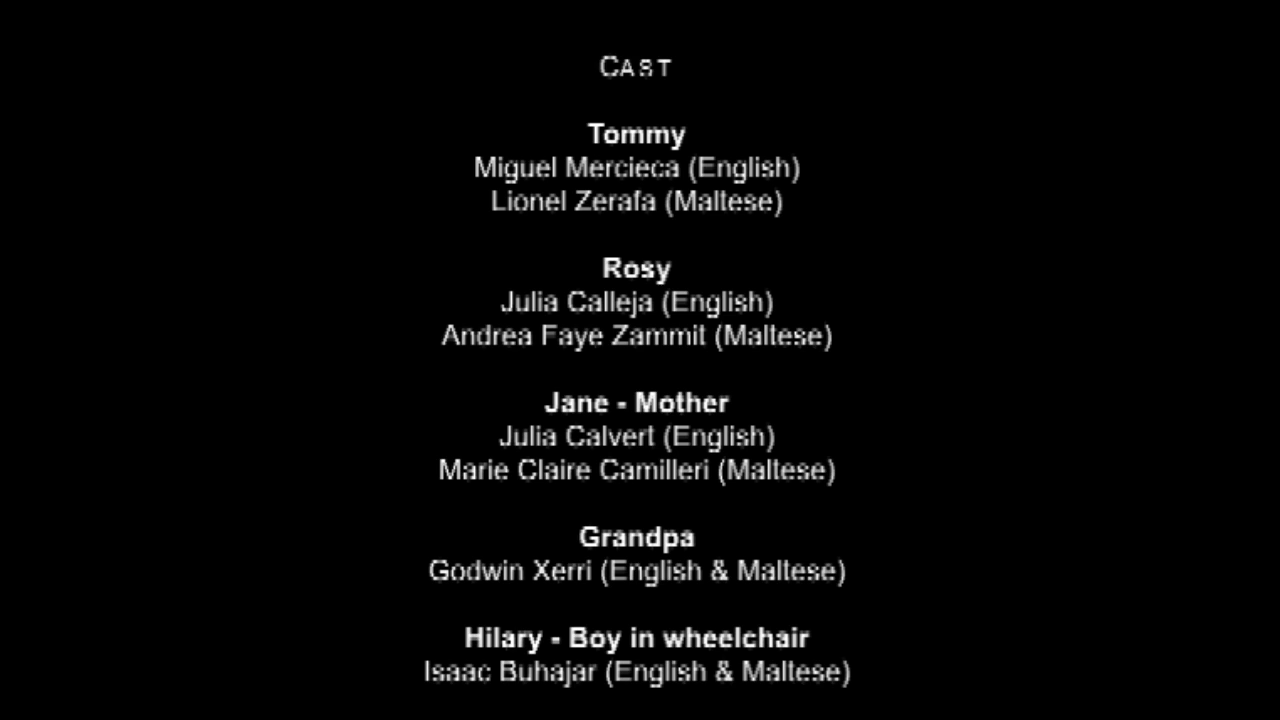 CAST
Tommy
Miguel Mercieca (English)
Lionel Zerafa (Maltese)
Rosy
Julia Calleja (English)
Andrea Faye Zammit (Maltese)
Jane - Mother
Julia Calvert (English)
Marie Claire Camilleri (Maltese)
Grandpa
Godwin Xerri (English & Maltese)
Hilary - Boy in wheelchair
Isaac Buhajar (English & Maltese)